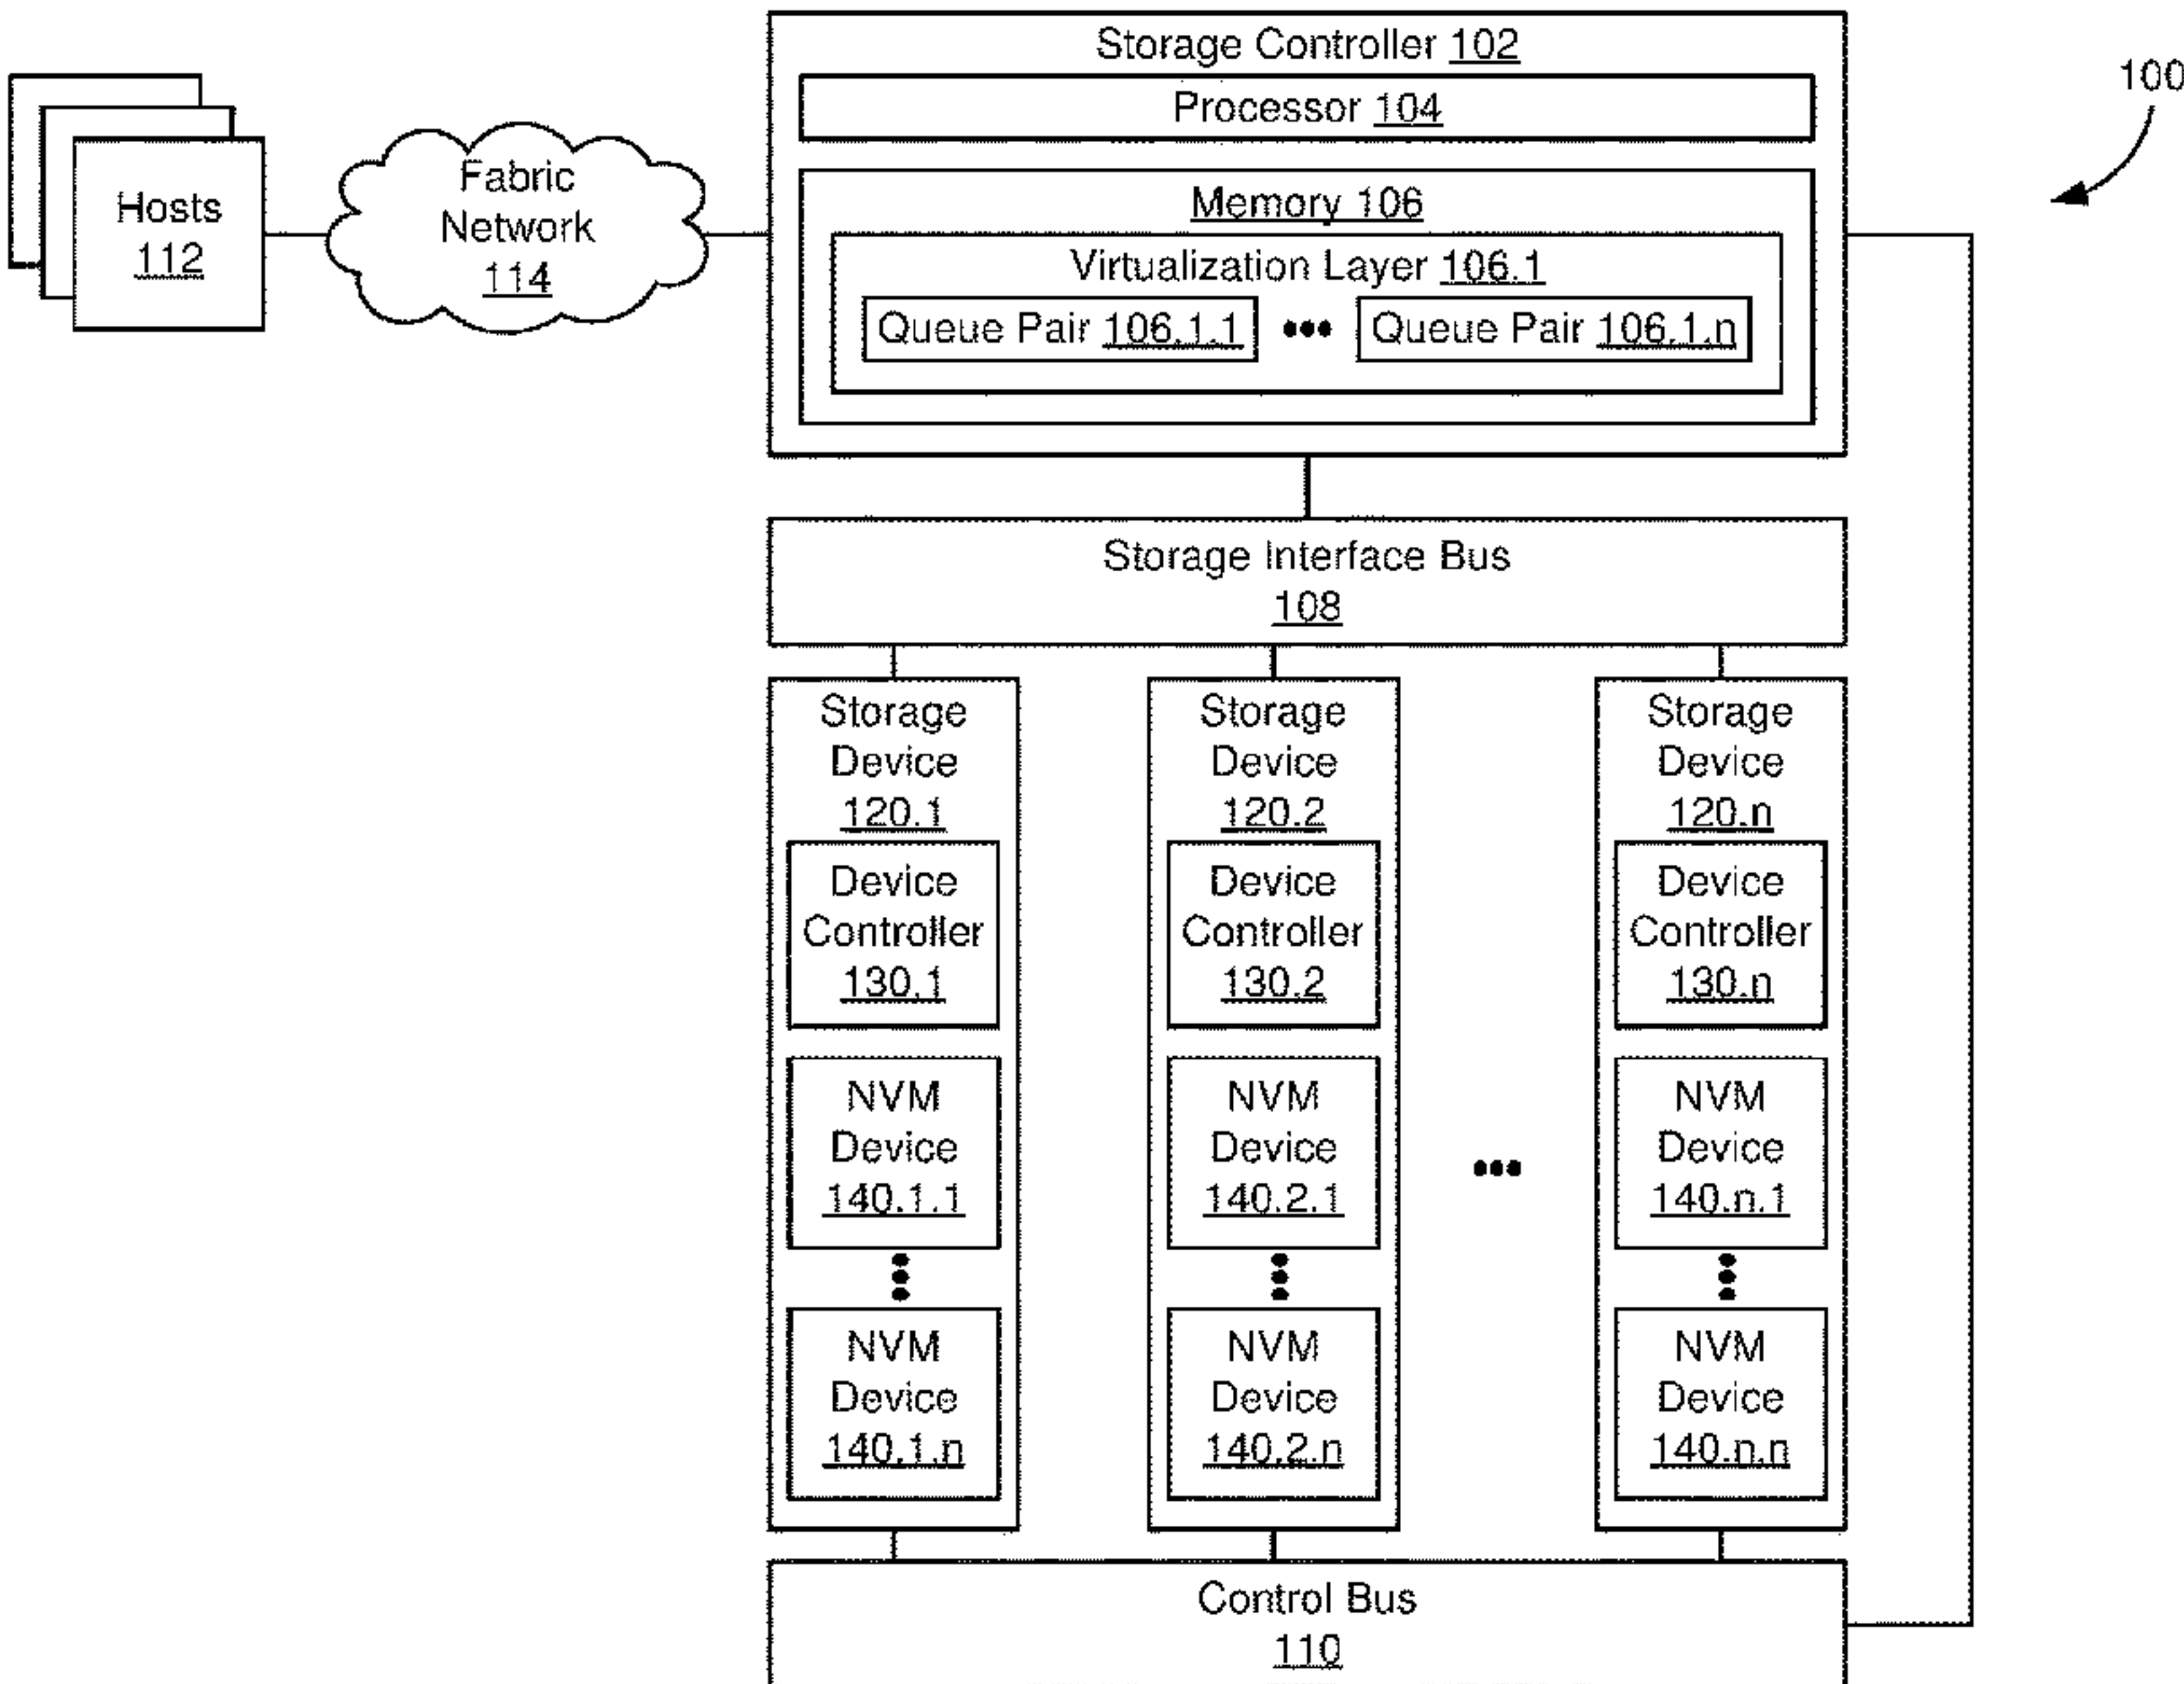 Storage Controller 102
100
Processor 104
Hosts
112
Fabric
Network
114
Memory 106
Virtualization Layer 106.1
Queue Pair 106.1.1
•••
Queue Pair 106.1.n
Storage Interface Bus
108
Storage
Device
120.1
Device
Controller
130.1
NVM
Device
140.1.1
NVM
Device
140.1.n
Storage
Device
120.2
Device
Controller
130.2
NVM
Device
140.2.1
NVM
Device
140.2.n
•••
Storage
Device
120.n
Device
Controller
130.n
NVM
Device
140.n.1
NVM
Device
140.n.n
Control Bus
110